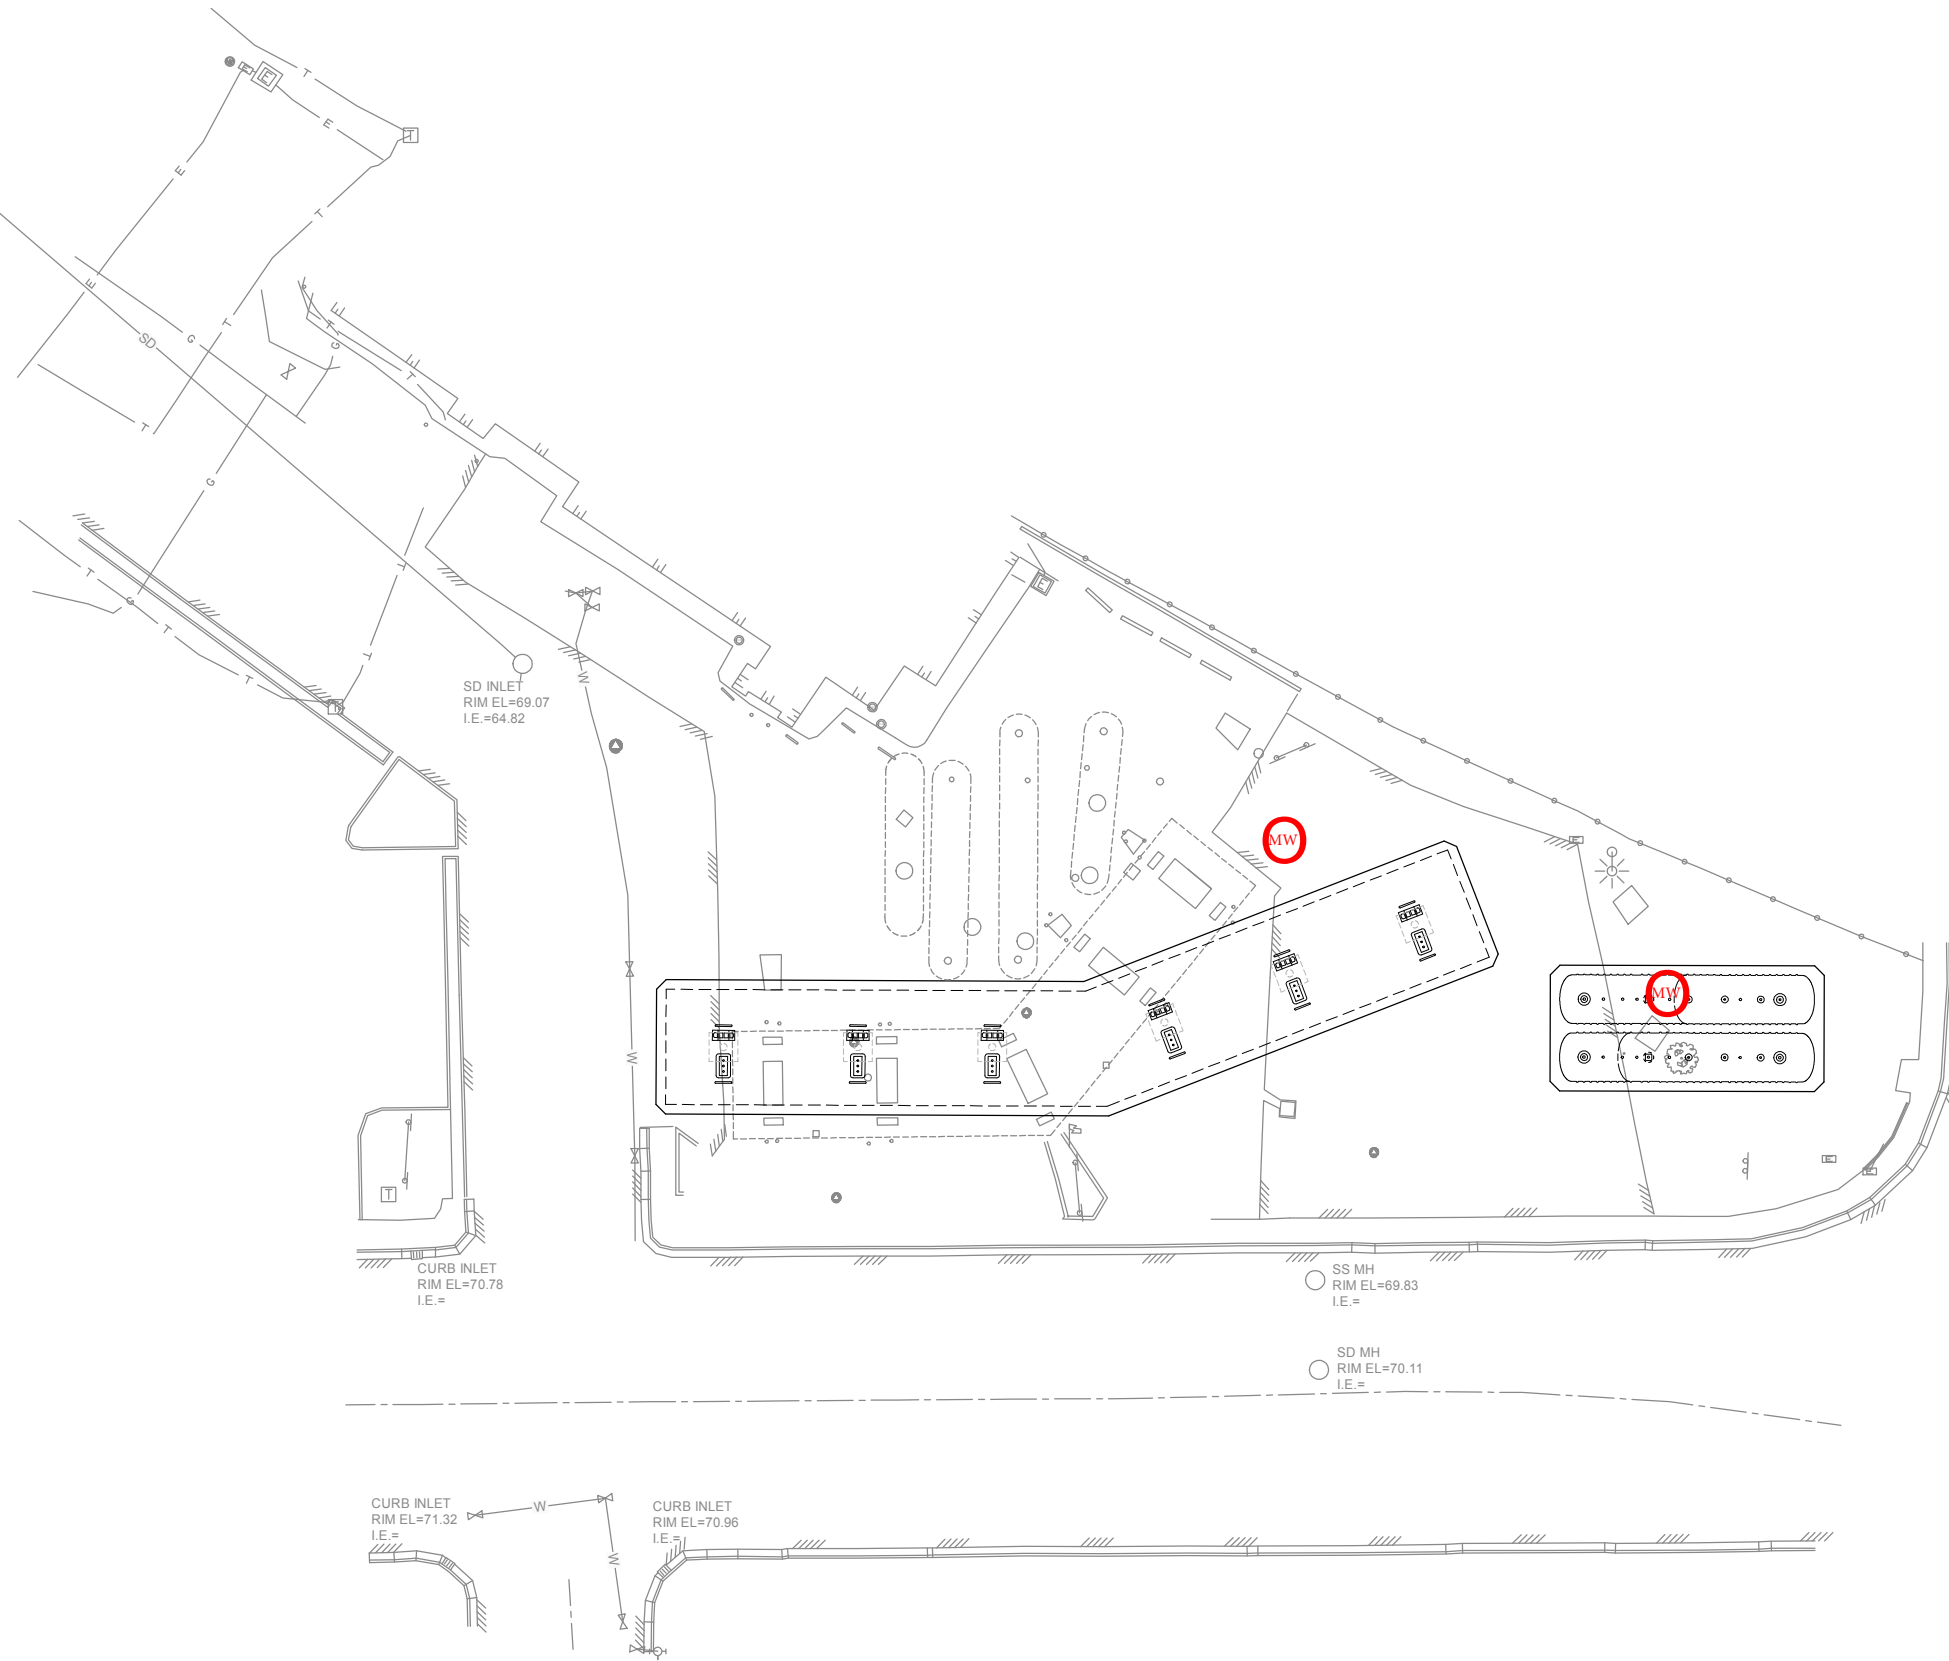 T
E
E
E
T
E
T
E
T
G
SD
T
G
T
T
G
T
E
T
T
G
T
T
W
T
T
SD INLET
RIM EL=69.07
I.E.=64.82
MW
E
MW
W
E
E
T
CURB INLET
RIM EL=70.78
I.E.=
SS MH
RIM EL=69.83
I.E.=
SD MH
RIM EL=70.11
I.E.=
CURB INLET
RIM EL=71.32
I.E.=
W
CURB INLET
RIM EL=70.96
I.E.=
W